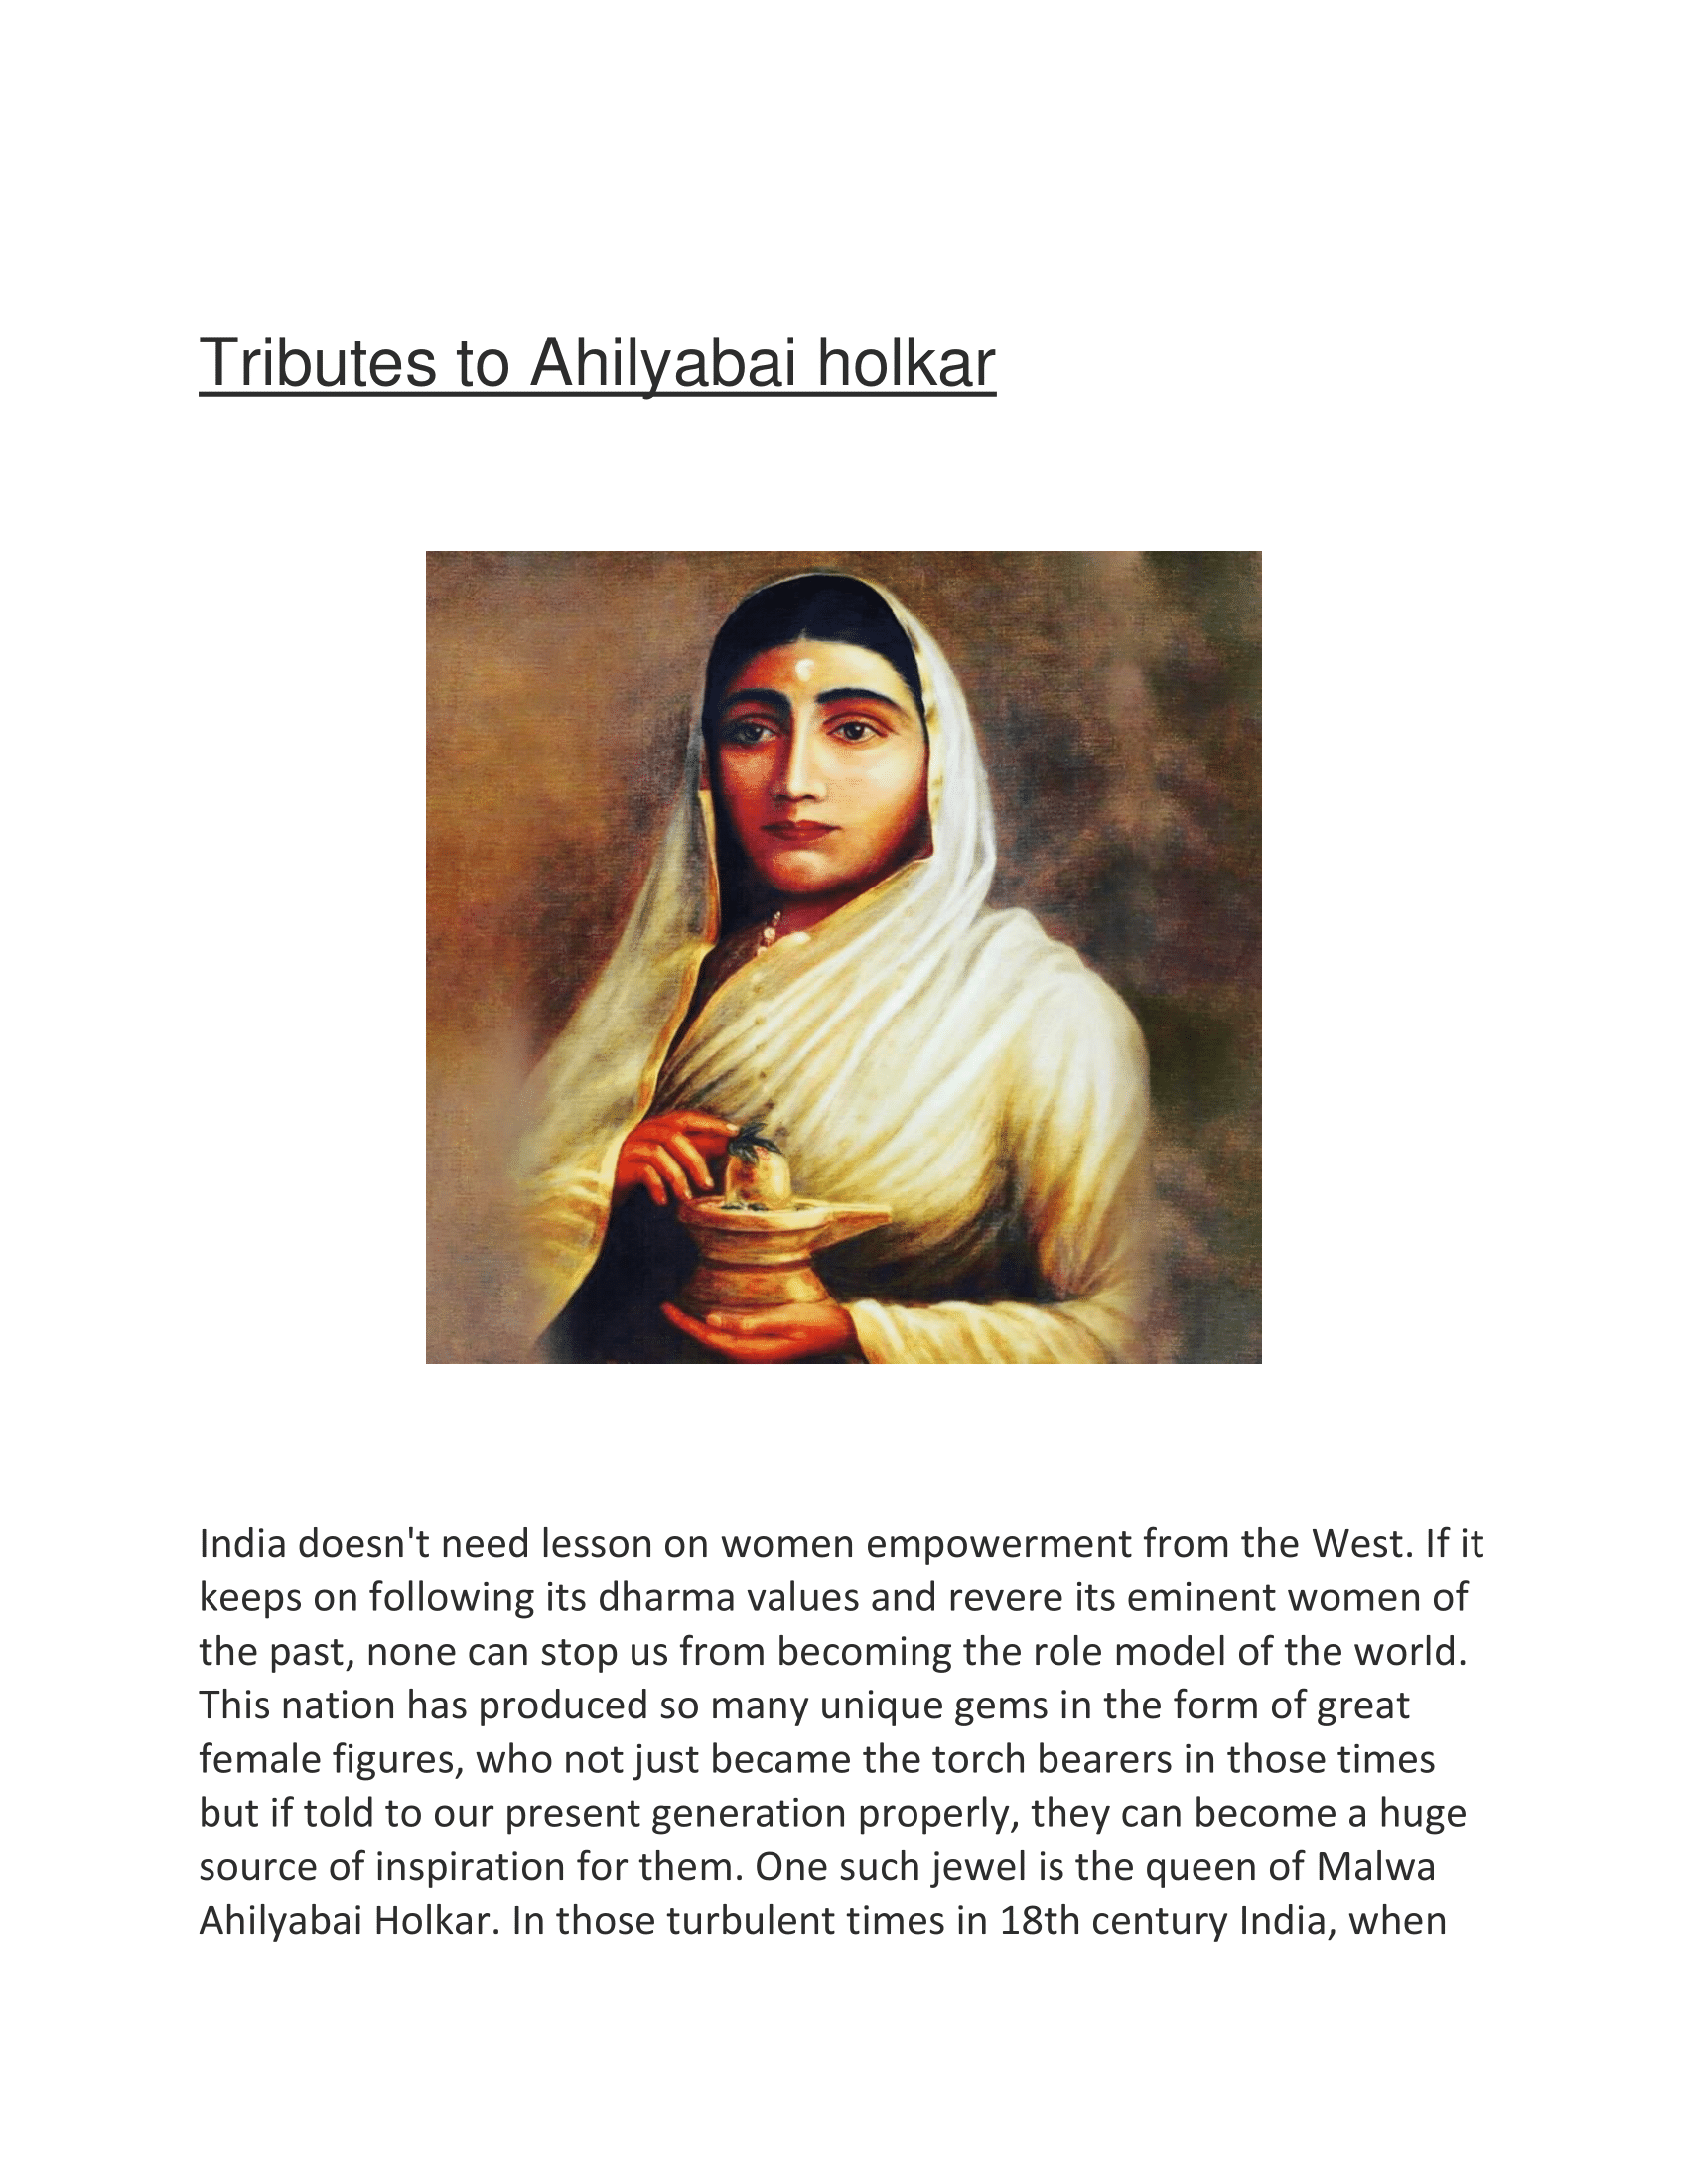 Tributes to Ahilyabai holkar
India doesn't need lesson on women empowerment from the West. If it
keeps on following its dharma values and revere its eminent women of
the past, none can stop us from becoming the role model of the world.
This nation has produced so many unique gems in the form of great
female figures, who not just became the torch bearers in those times
but if told to our present generation properly, they can become a huge
source of inspiration for them. One such jewel is the queen of Malwa
Ahilyabai Holkar. In those turbulent times in 18th century India, when